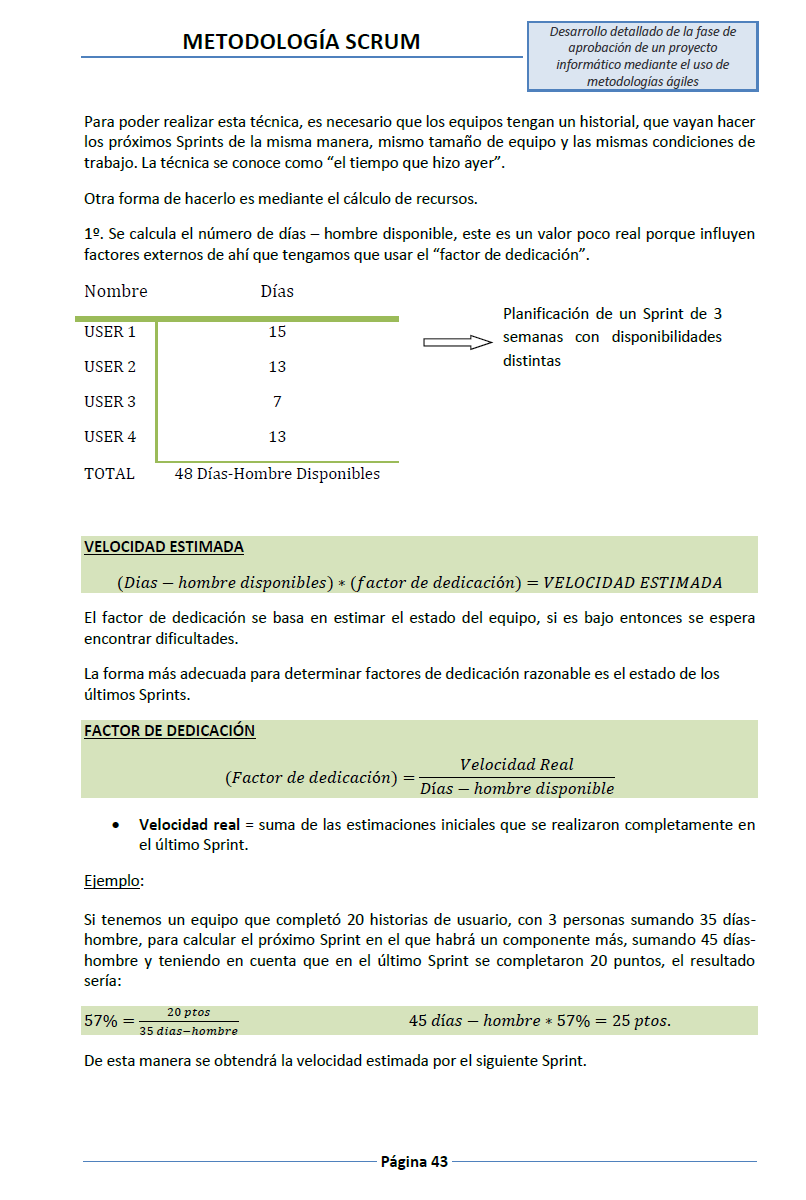 METODOLOGÍA SCRUM
Desarrollo detallado de la fase de
aprobación de un proyecto
informático mediante el uso de
metodologías ágiles
Para poder realizar esta técnica, es necesario que los equipos tengan un historial, que vayan hacer
los próximos Sprints de la misma manera, mismo tamaño de equipo y las mismas condiciones de
trabajo. La técnica se conoce como “el tiempo que hizo ayer”.
Otra forma de hacerlo es mediante el cálculo de recursos.
1º. Se calcula el número de días – hombre disponible, este es un valor poco real porque influyen
factores externos de ahí que tengamos que usar el “factor de dedicación”.
Nombre Días
USER 1 15
USER 2 13
USER 3 7
USER 4 13
TOTAL 48 Días-Hombre Disponibles
Planificación de un Sprint de 3
semanas con disponibilidades
distintas
VELOCIDAD ESTIMADA
(Dias − hombre disponibles) ∗ (factor de dedicación) = VELOCIDAD ESTIMADA
El factor de dedicación se basa en estimar el estado del equipo, si es bajo entonces se espera
encontrar dificultades.
La forma más adecuada para determinar factores de dedicación razonable es el estado de los
últimos Sprints.
FACTOR DE DEDICACIÓN
Velocidad Real
(Factor de dedicación) =
Días − hombre disponible
• Velocidad real = suma de las estimaciones iniciales que se realizaron completamente en
el último Sprint.
Ejemplo:
Si tenemos un equipo que completó 20 historias de usuario, con 3 personas sumando 35 días-
hombre, para calcular el próximo Sprint en el que habrá un componente más, sumando 45 días-
hombre y teniendo en cuenta que en el último Sprint se completaron 20 puntos, el resultado
sería:
20 ptos
57% =
35 dias−hombre
45 días − hombre ∗ 57% = 25 ptos.
De esta manera se obtendrá la velocidad estimada por el siguiente Sprint.
Página 43